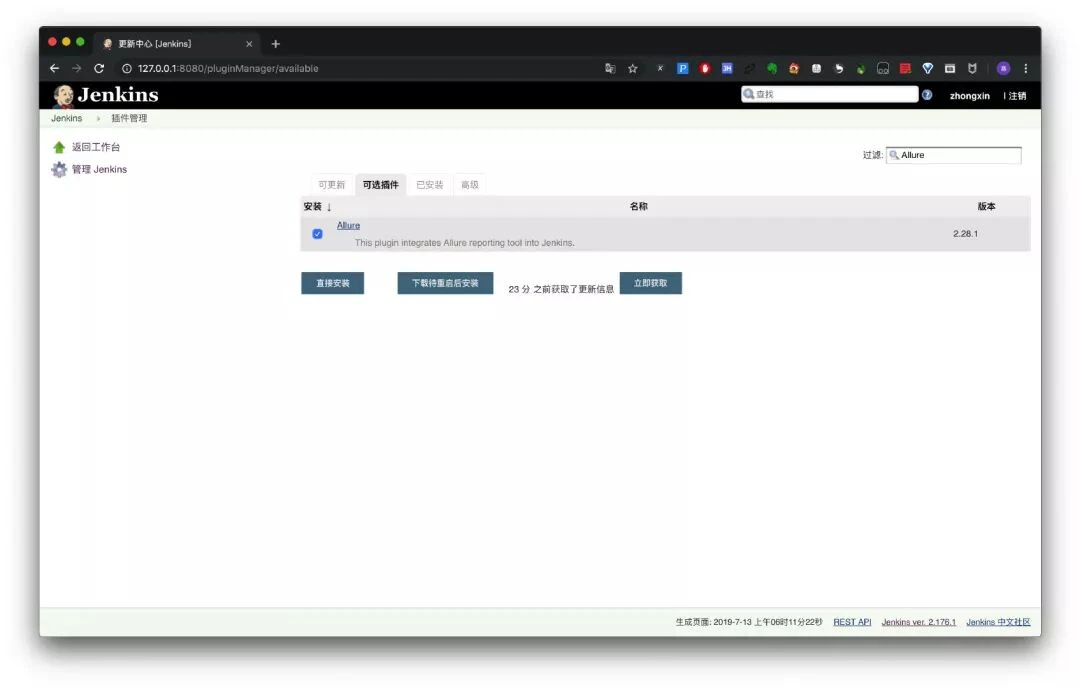 更新中心 [Jenkins]
127.0.0.1:8080/pluginManager/available
Jenkins
查找
zhongxin
注销
Jenkins
插件管理
返回工作台
管理 Jenkins
过滤:
Allure
可更新
可选插件
已安装
高级
安装 ↓
名称
版本
Allure
This plugin integrates Allure reporting tool into Jenkins.
2.28.1
直接安装
下载待重启后安装
23 分 之前获取了更新信息
立即获取
生成页面: 2019-7-13 上午06时11分22秒
REST API
Jenkins ver. 2.176.1
Jenkins 中文社区